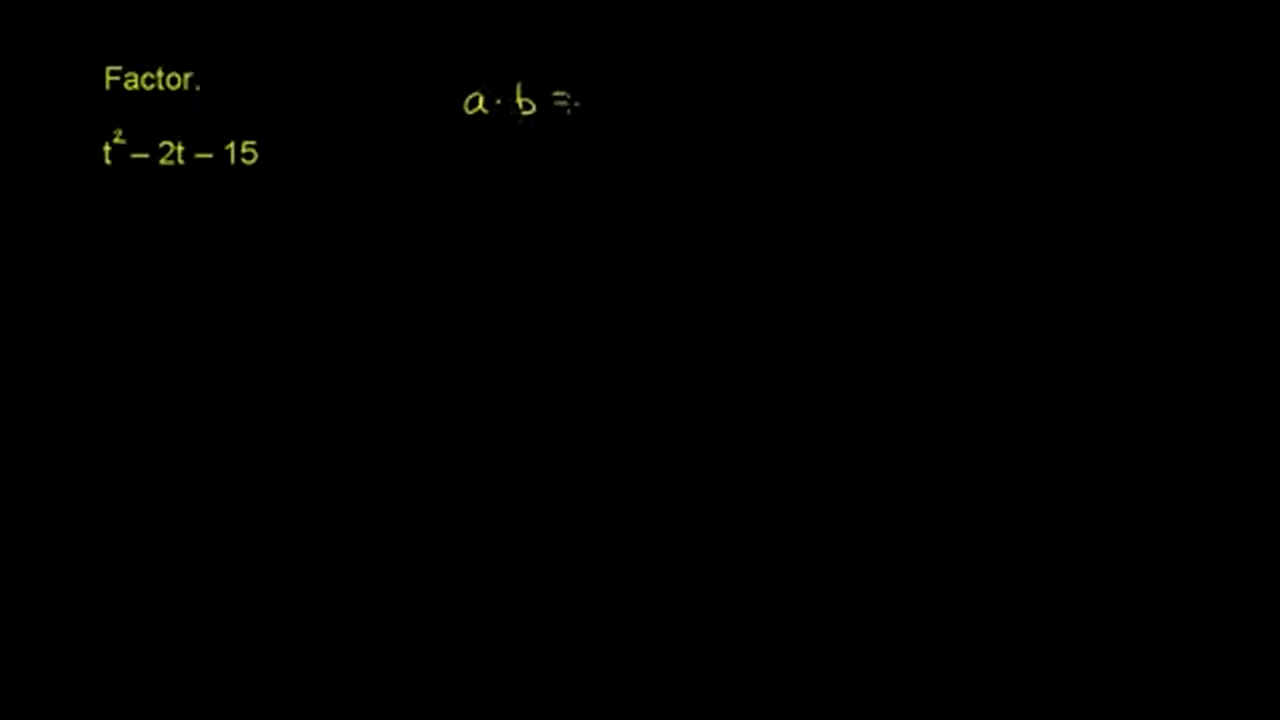 Factor.
a · b =
t² – 2t – 15